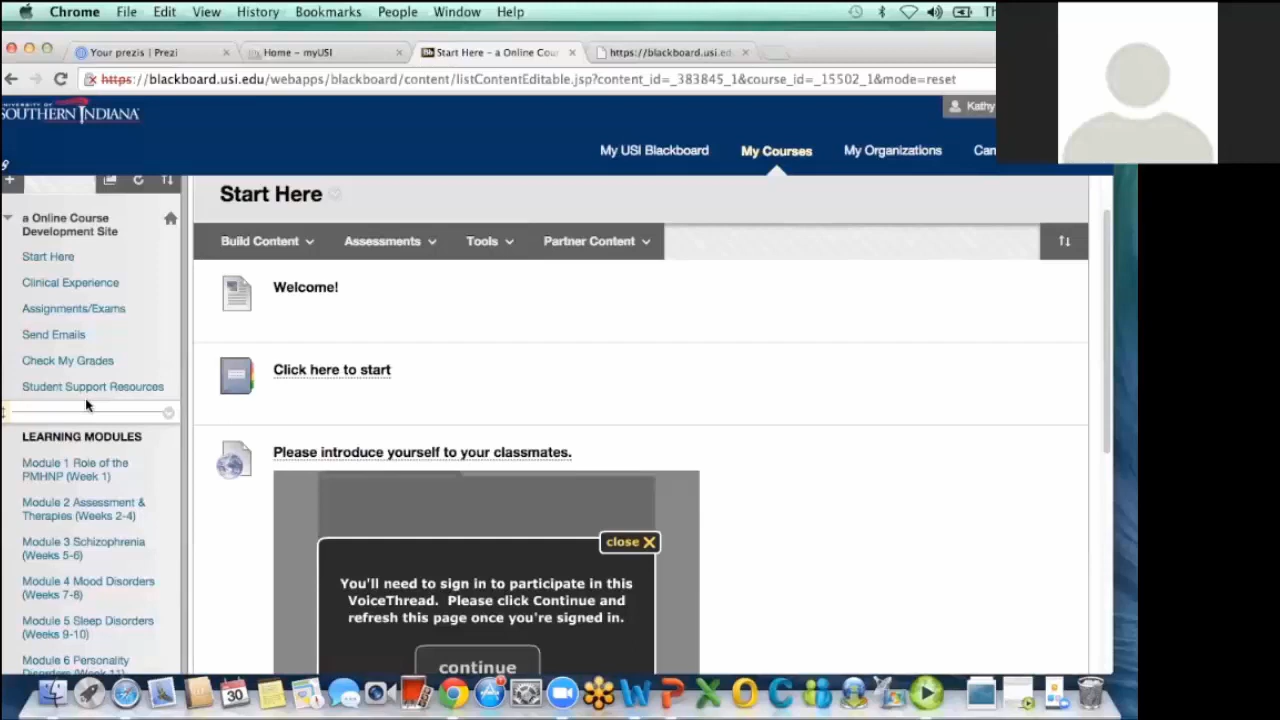 Chrome File Edit View History Bookmarks People Window Help
Your prezis | Prezi
Home – myUSI
Start Here – a Online Cour
https://blackboard.usi.ed
https://blackboard.usi.edu/webapps/blackboard/content/listContentEditable.jsp?content_id=_383845_1&course_id=_15502_1&mode=reset
SOUTHERN INDIANA
Kathy
My USI Blackboard My Courses My Organizations Can
Start Here
Build Content Assessments Tools Partner Content
a Online Course
Development Site
Start Here
Clinical Experience
Assignments/Exams
Send Emails
Check My Grades
Student Support Resources
LEARNING MODULES
Module 1 Role of the
PMHNP (Week 1)
Module 2 Assessment &
Therapies (Weeks 2-4)
Module 3 Schizophrenia
(Weeks 5-6)
Module 4 Mood Disorders
(Weeks 7-8)
Module 5 Sleep Disorders
(Weeks 9-10)
Module 6 Personality
Disorders (Week 11)
Welcome!
Click here to start
Please introduce yourself to your classmates.
close X
You'll need to sign in to participate in this
VoiceThread. Please click Continue and
refresh this page once you're signed in.
continue
30